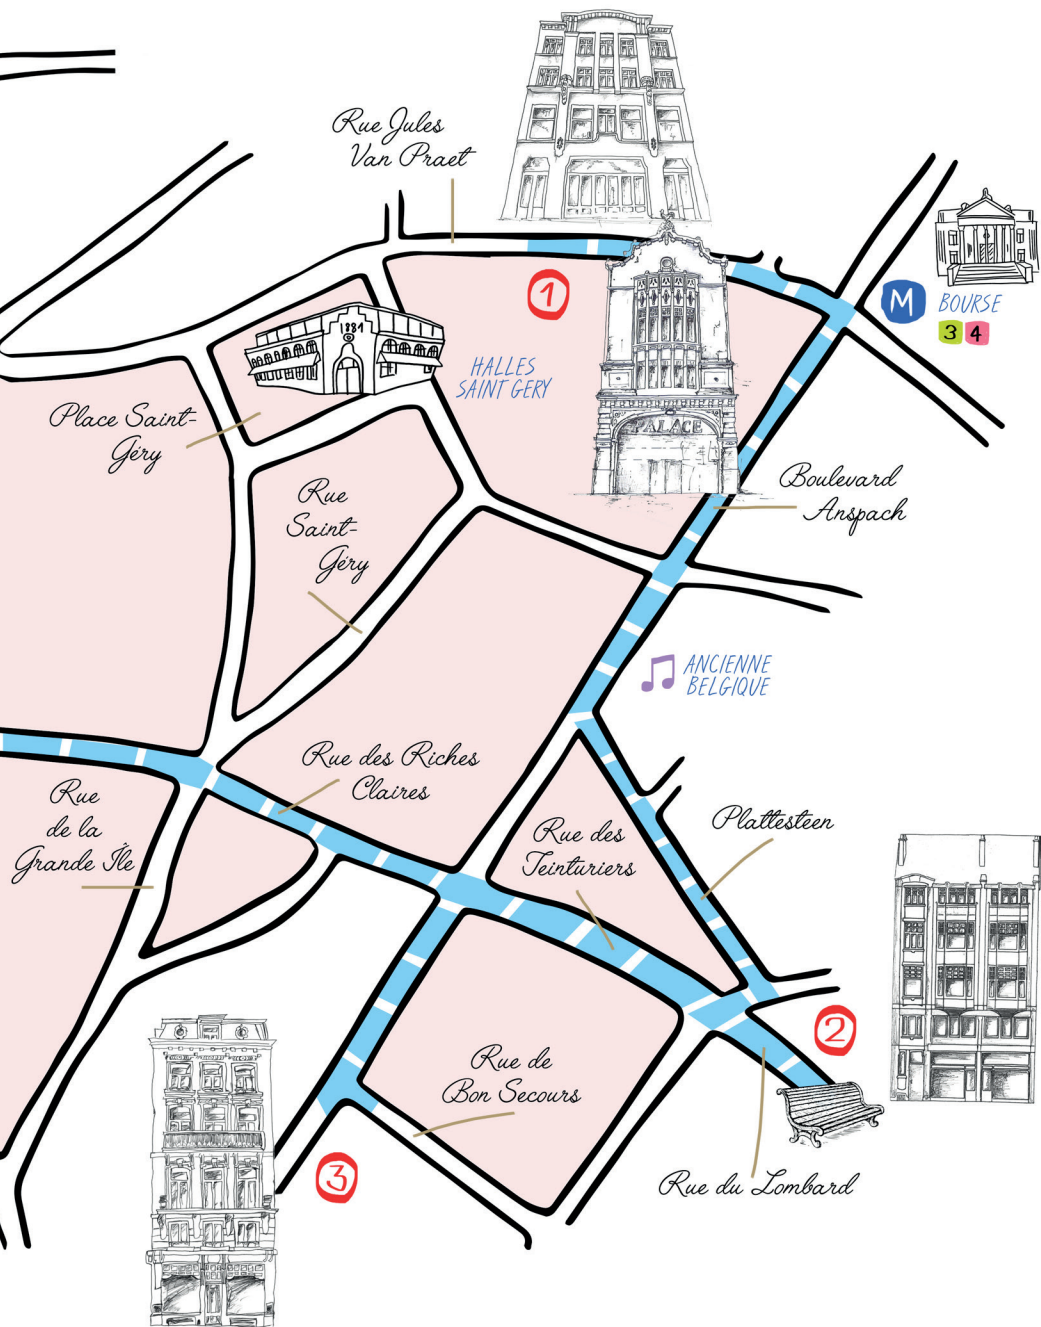 Rue Jules
Van Praet
1
M
BOURSE
3 4
1881
HALLES
SAINT GERY
PALACE
Place Saint-
Géry
Rue
Saint-
Géry
Boulevard
Anspach
ANCIENNE
BELGIQUE
Rue des Riches
Claires
Rue
de la
Grande Île
Rue des
Teinturiers
Plattesteen
2
Rue de
Bon Secours
3
Rue du Lombard